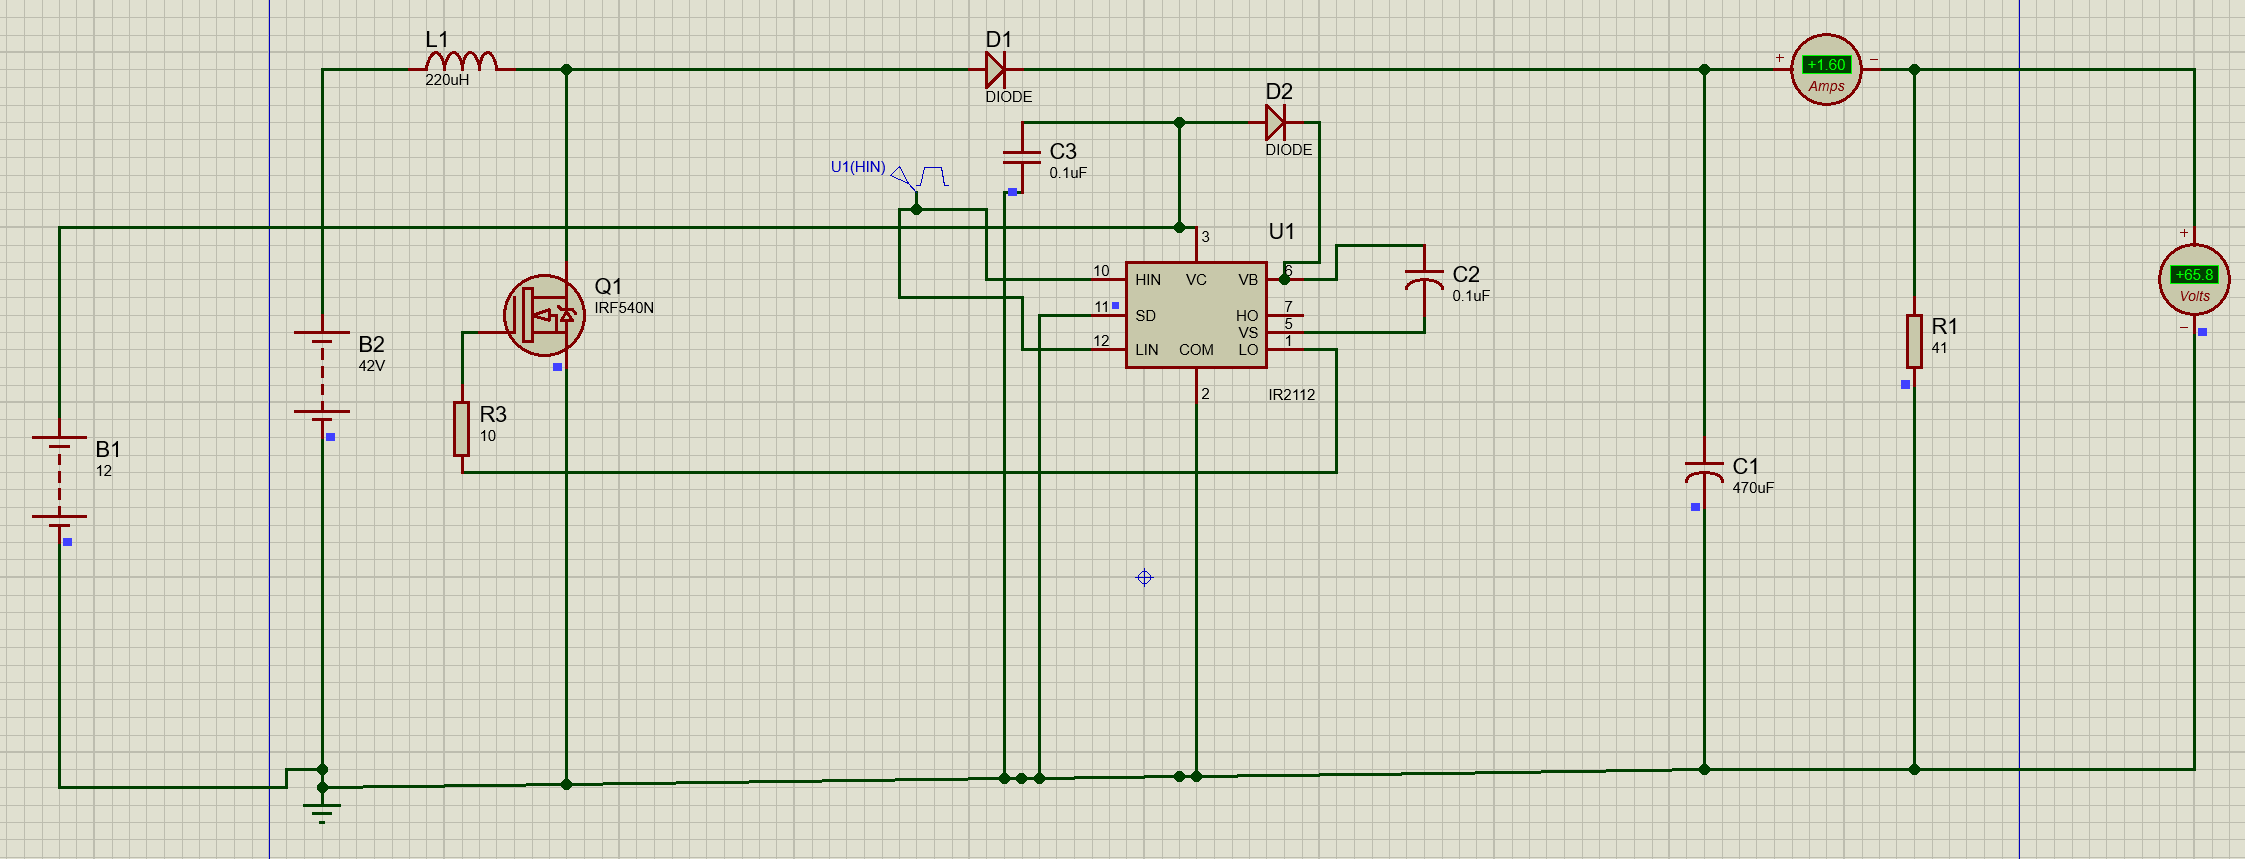 L1
220uH
D1
DIODE
+ +1.60 −
Amps
D2
DIODE
C3
0.1uF
U1(HIN)
U1
3
10 HIN VC VB 6
11 SD HO 7
VS 5
12 LIN COM LO 1
2
IR2112
C2
0.1uF
Q1
IRF540N
B2
42V
R3
10
B1
12
C1
470uF
R1
41
+
+65.8
Volts
−